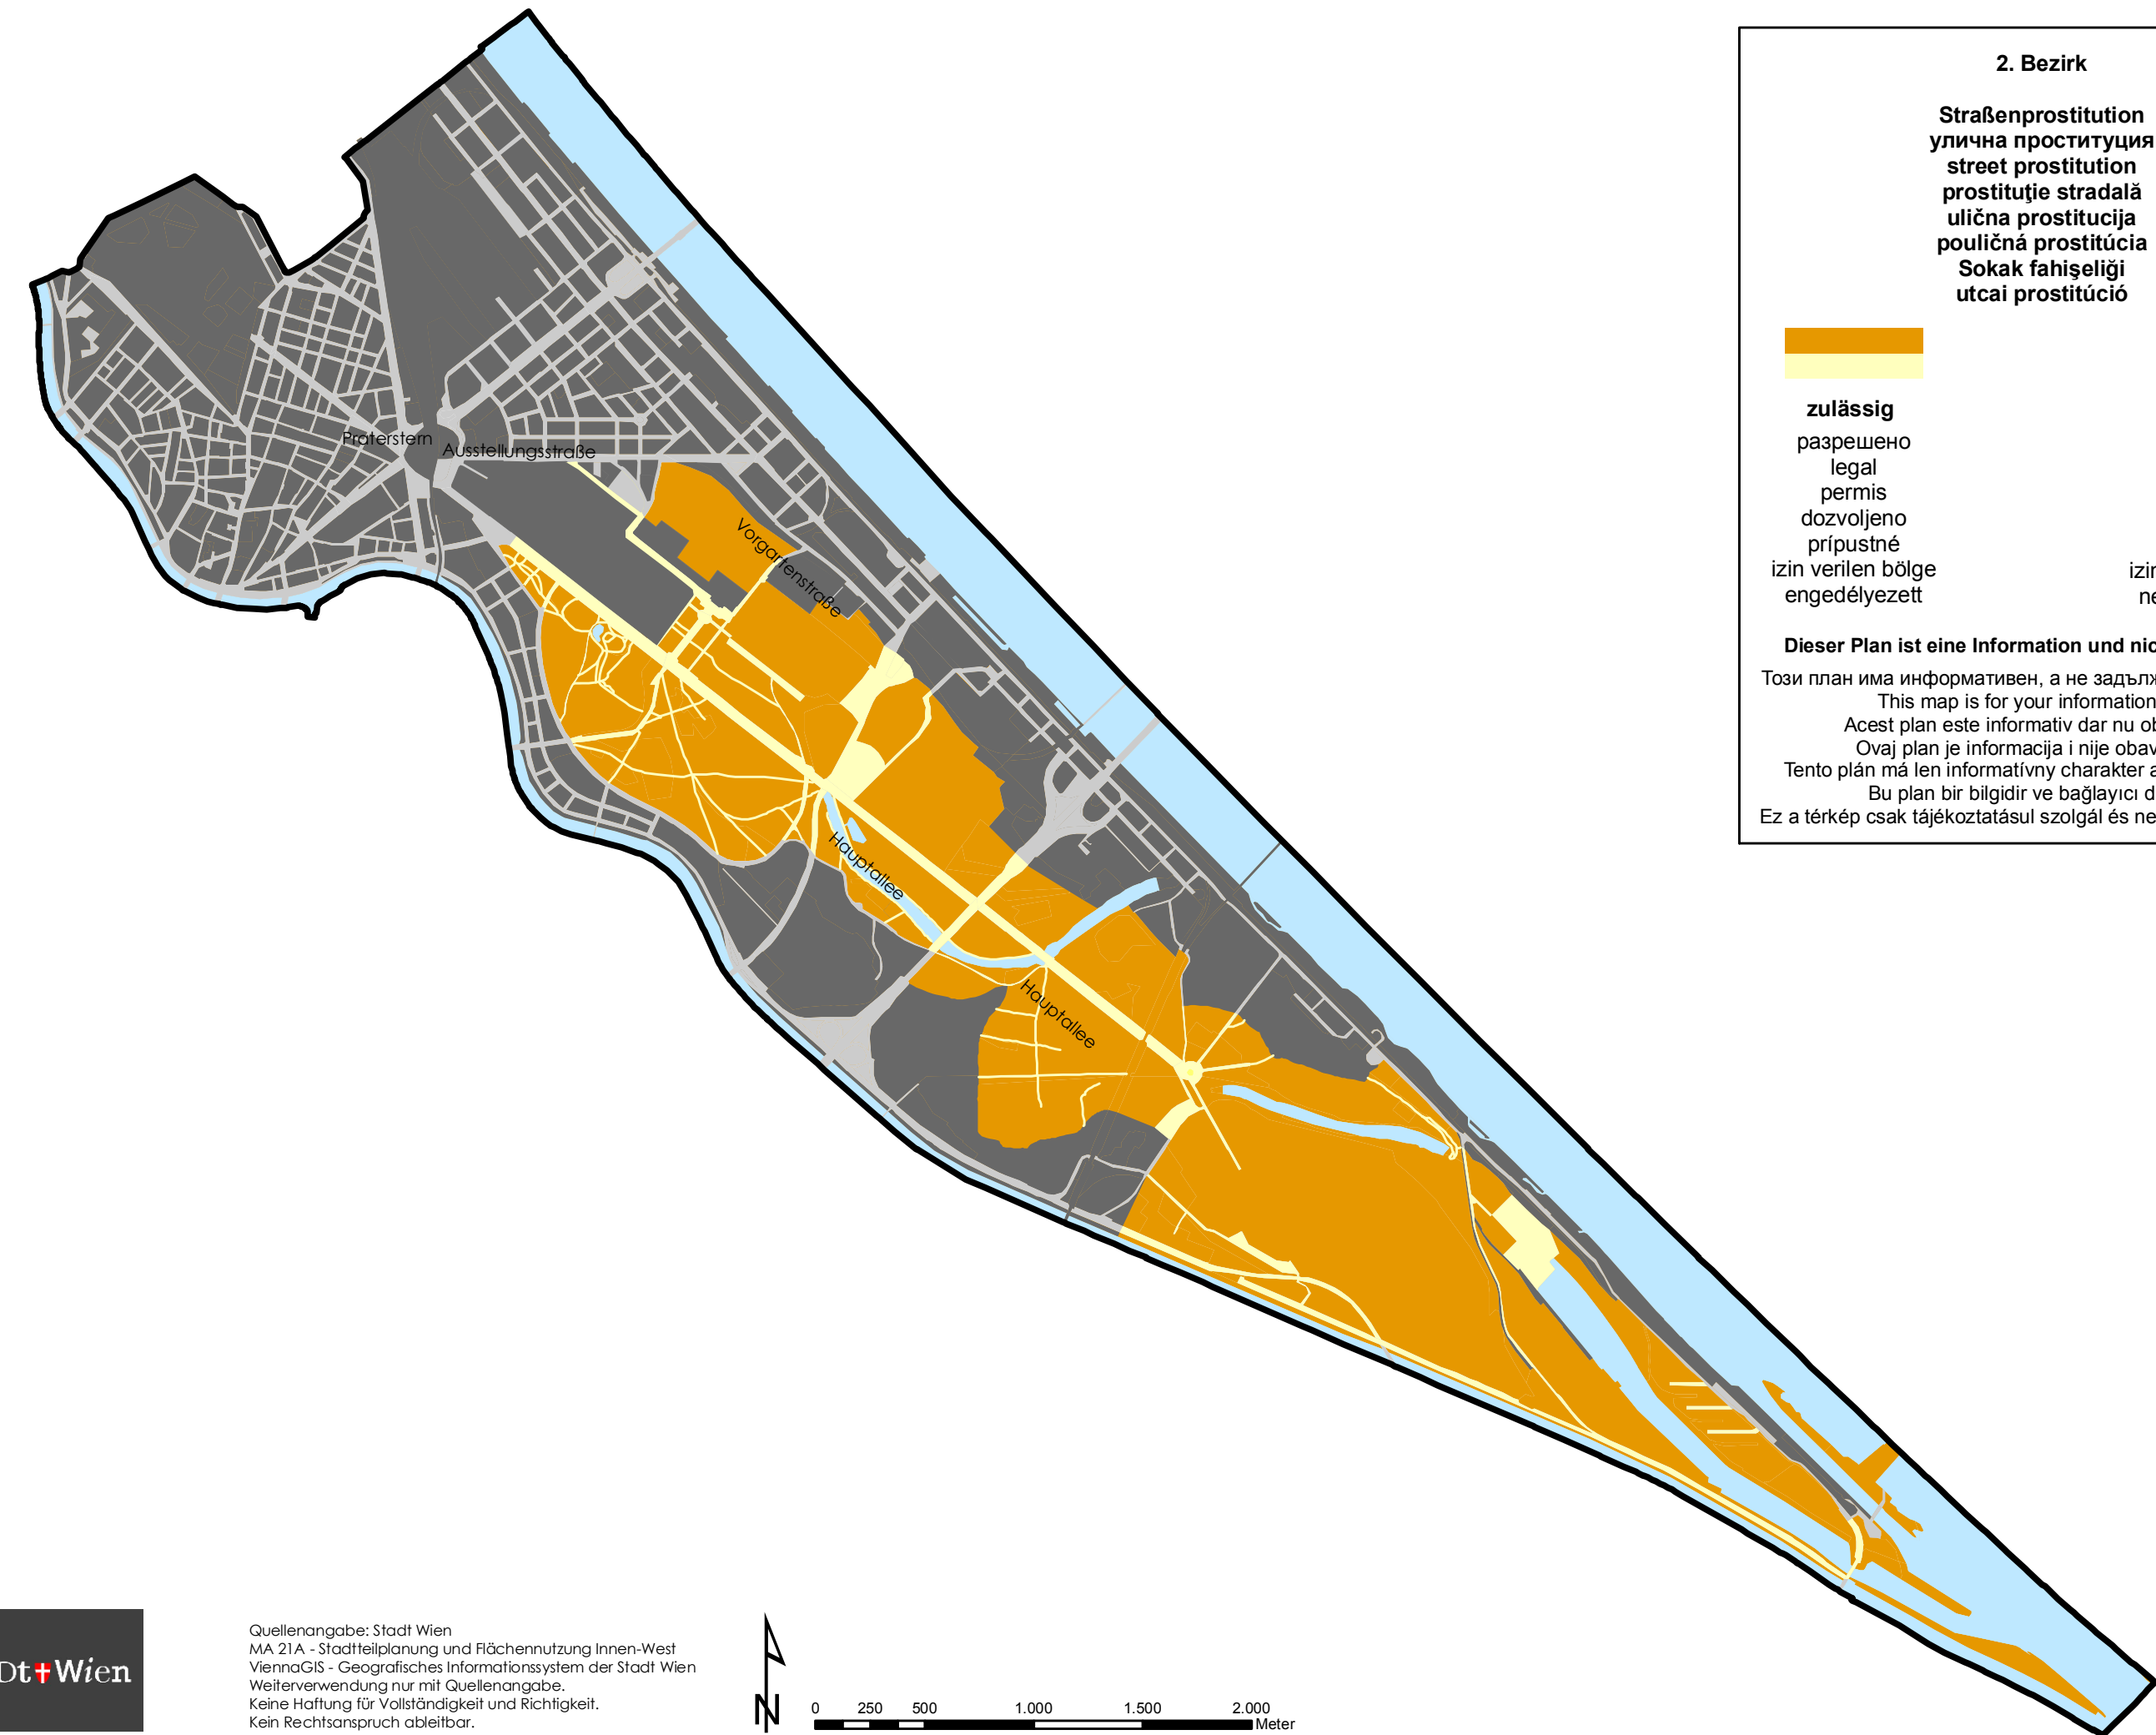 2. Bezirk
Straßenprostitution
улична проституция
street prostitution
prostituţie stradală
ulična prostitucija
pouličná prostitúcia
Sokak fahişeliği
utcai prostitúció
zulässig
разрешено
legal
permis
dozvoljeno
prípustné
izin verilen bölge
engedélyezett
izin
ne
Dieser Plan ist eine Information und nic
Този план има информативен, а не задълж
This map is for your information
Acest plan este informativ dar nu ob
Ovaj plan je informacija i nije obav
Tento plán má len informatívny charakter a
Bu plan bir bilgidir ve bağlayıcı d
Ez a térkép csak tájékoztatásul szolgál és ne
Praterstern
Ausstellungsstraße
Vorgartenstraße
Hauptallee
Hauptallee
Dt Wien
Quellenangabe: Stadt Wien
MA 21A - Stadtteilplanung und Flächennutzung Innen-West
ViennaGIS - Geografisches Informationssystem der Stadt Wien
Weiterverwendung nur mit Quellenangabe.
Keine Haftung für Vollständigkeit und Richtigkeit.
Kein Rechtsanspruch ableitbar.
N
0 250 500 1.000 1.500 2.000
Meter